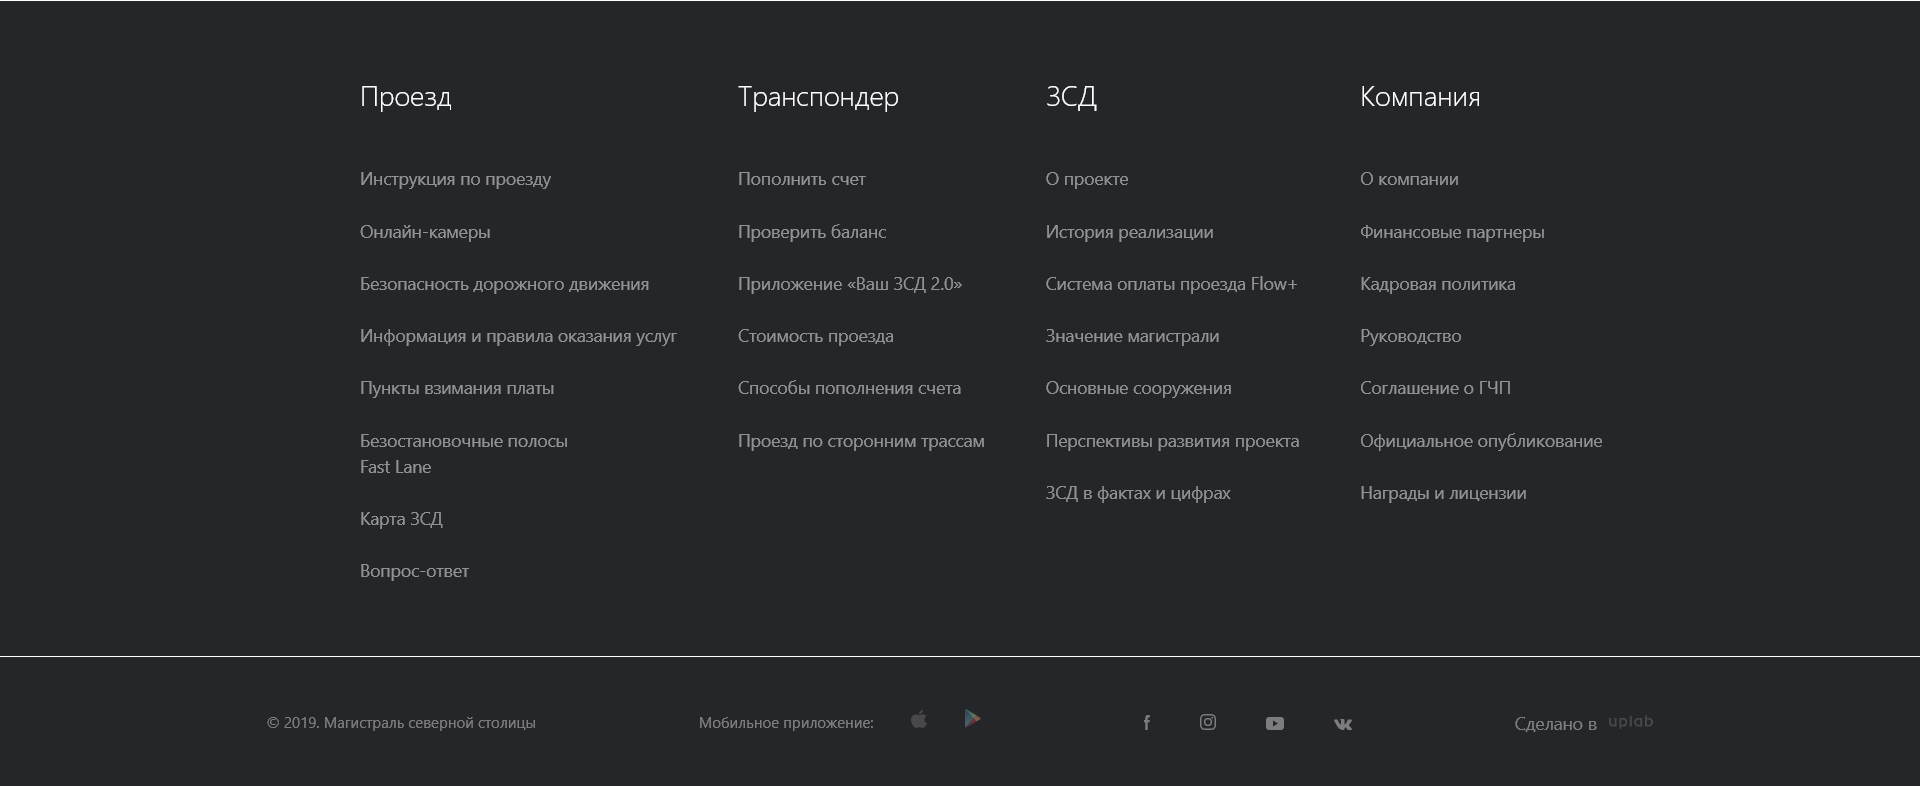 Проезд
Инструкция по проезду
Онлайн-камеры
Безопасность дорожного движения
Информация и правила оказания услуг
Пункты взимания платы
Безостановочные полосы
Fast Lane
Карта ЗСД
Вопрос-ответ
Транспондер
Пополнить счет
Проверить баланс
Приложение «Ваш ЗСД 2.0»
Стоимость проезда
Способы пополнения счета
Проезд по сторонним трассам
ЗСД
О проекте
История реализации
Система оплаты проезда Flow+
Значение магистрали
Основные сооружения
Перспективы развития проекта
ЗСД в фактах и цифрах
Компания
О компании
Финансовые партнеры
Кадровая политика
Руководство
Соглашение о ГЧП
Официальное опубликование
Награды и лицензии
© 2019. Магистраль северной столицы
Мобильное приложение:
Сделано в uplab